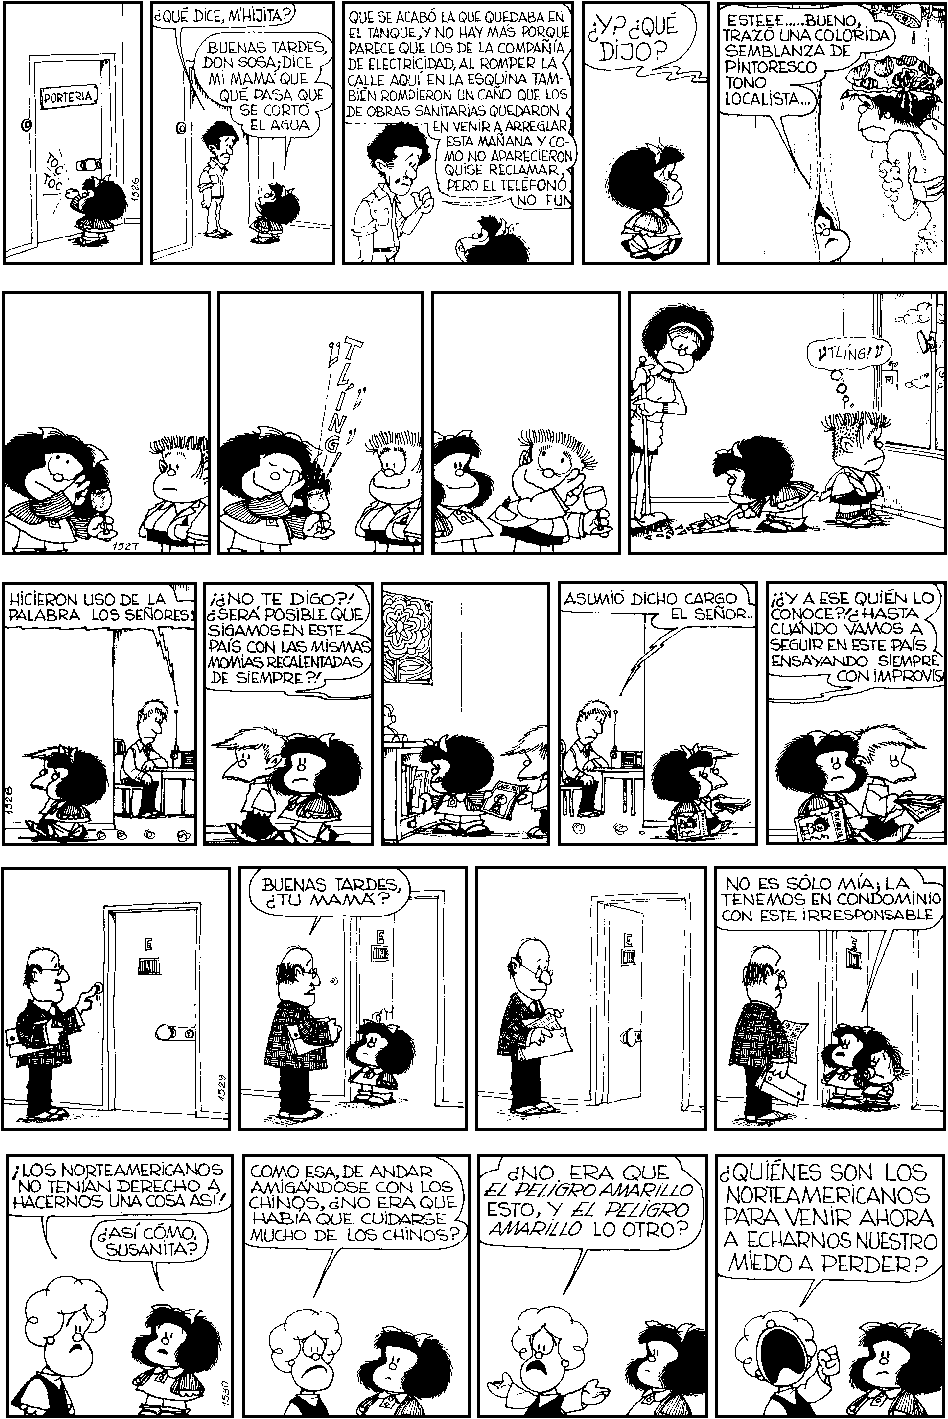 PORTERIA
TOC
TOC
1526
¿QUÉ DICE, M'HIJITA?
BUENAS TARDES,
DON SOSA; DICE
MI MAMÁ QUE
QUÉ PASA QUE
SE CORTÓ
EL AGUA
QUE SE ACABÓ LA QUE QUEDABA EN
EL TANQUE, Y NO HAY MÁS PORQUE
PARECE QUE LOS DE LA COMPAÑÍA
DE ELECTRICIDAD, AL ROMPER LA
CALLE AQUÍ EN LA ESQUINA TAM-
BIÉN ROMPIERON UN CAÑO QUE LOS
DE OBRAS SANITARIAS QUEDARON
EN VENIR A ARREGLAR
ESTA MAÑANA Y CO-
MO NO APARECIERON
QUISE RECLAMAR,
PERO EL TELÉFONO
NO FUN
¿Y? ¿QUÉ
DIJO?
ESTEEE.....BUENO,
TRAZÓ UNA COLORIDA
SEMBLANZA DE
PINTORESCO
TONO
LOCALISTA...
1527
TLING
¡TLING!
HICIERON USO DE LA
PALABRA LOS SEÑORES
1528
¡¿NO TE DIGO?!
¿SERÁ POSIBLE QUE
SIGAMOS EN ESTE
PAÍS CON LAS MISMAS
MOMIAS RECALENTADAS
DE SIEMPRE?!
ASUMIÓ DICHO CARGO
EL SEÑOR..
¡¿Y A ESE QUIÉN LO
CONOCE?! ¿HASTA
CUÁNDO VAMOS A
SEGUIR EN ESTE PAÍS
ENSAYANDO SIEMPRE
CON IMPROVIS
E
1529
BUENAS TARDES,
¿TU MAMÁ?
E
E
NO ES SÓLO MÍA; LA
TENEMOS EN CONDOMINIO
CON ESTE IRRESPONSABLE
E
¡LOS NORTEAMERICANOS
NO TENÍAN DERECHO A
HACERNOS UNA COSA ASÍ!
¿ASÍ CÓMO,
SUSANITA?
1530
COMO ESA, DE ANDAR
AMIGÁNDOSE CON LOS
CHINOS, ¿NO ERA QUE
HABÍA QUE CUIDARSE
MUCHO DE LOS CHINOS?
¿NO ERA QUE
EL PELIGRO AMARILLO
ESTO, Y EL PELIGRO
AMARILLO LO OTRO?
¿QUIÉNES SON LOS
NORTEAMERICANOS
PARA VENIR AHORA
A ECHARNOS NUESTRO
MIEDO A PERDER?